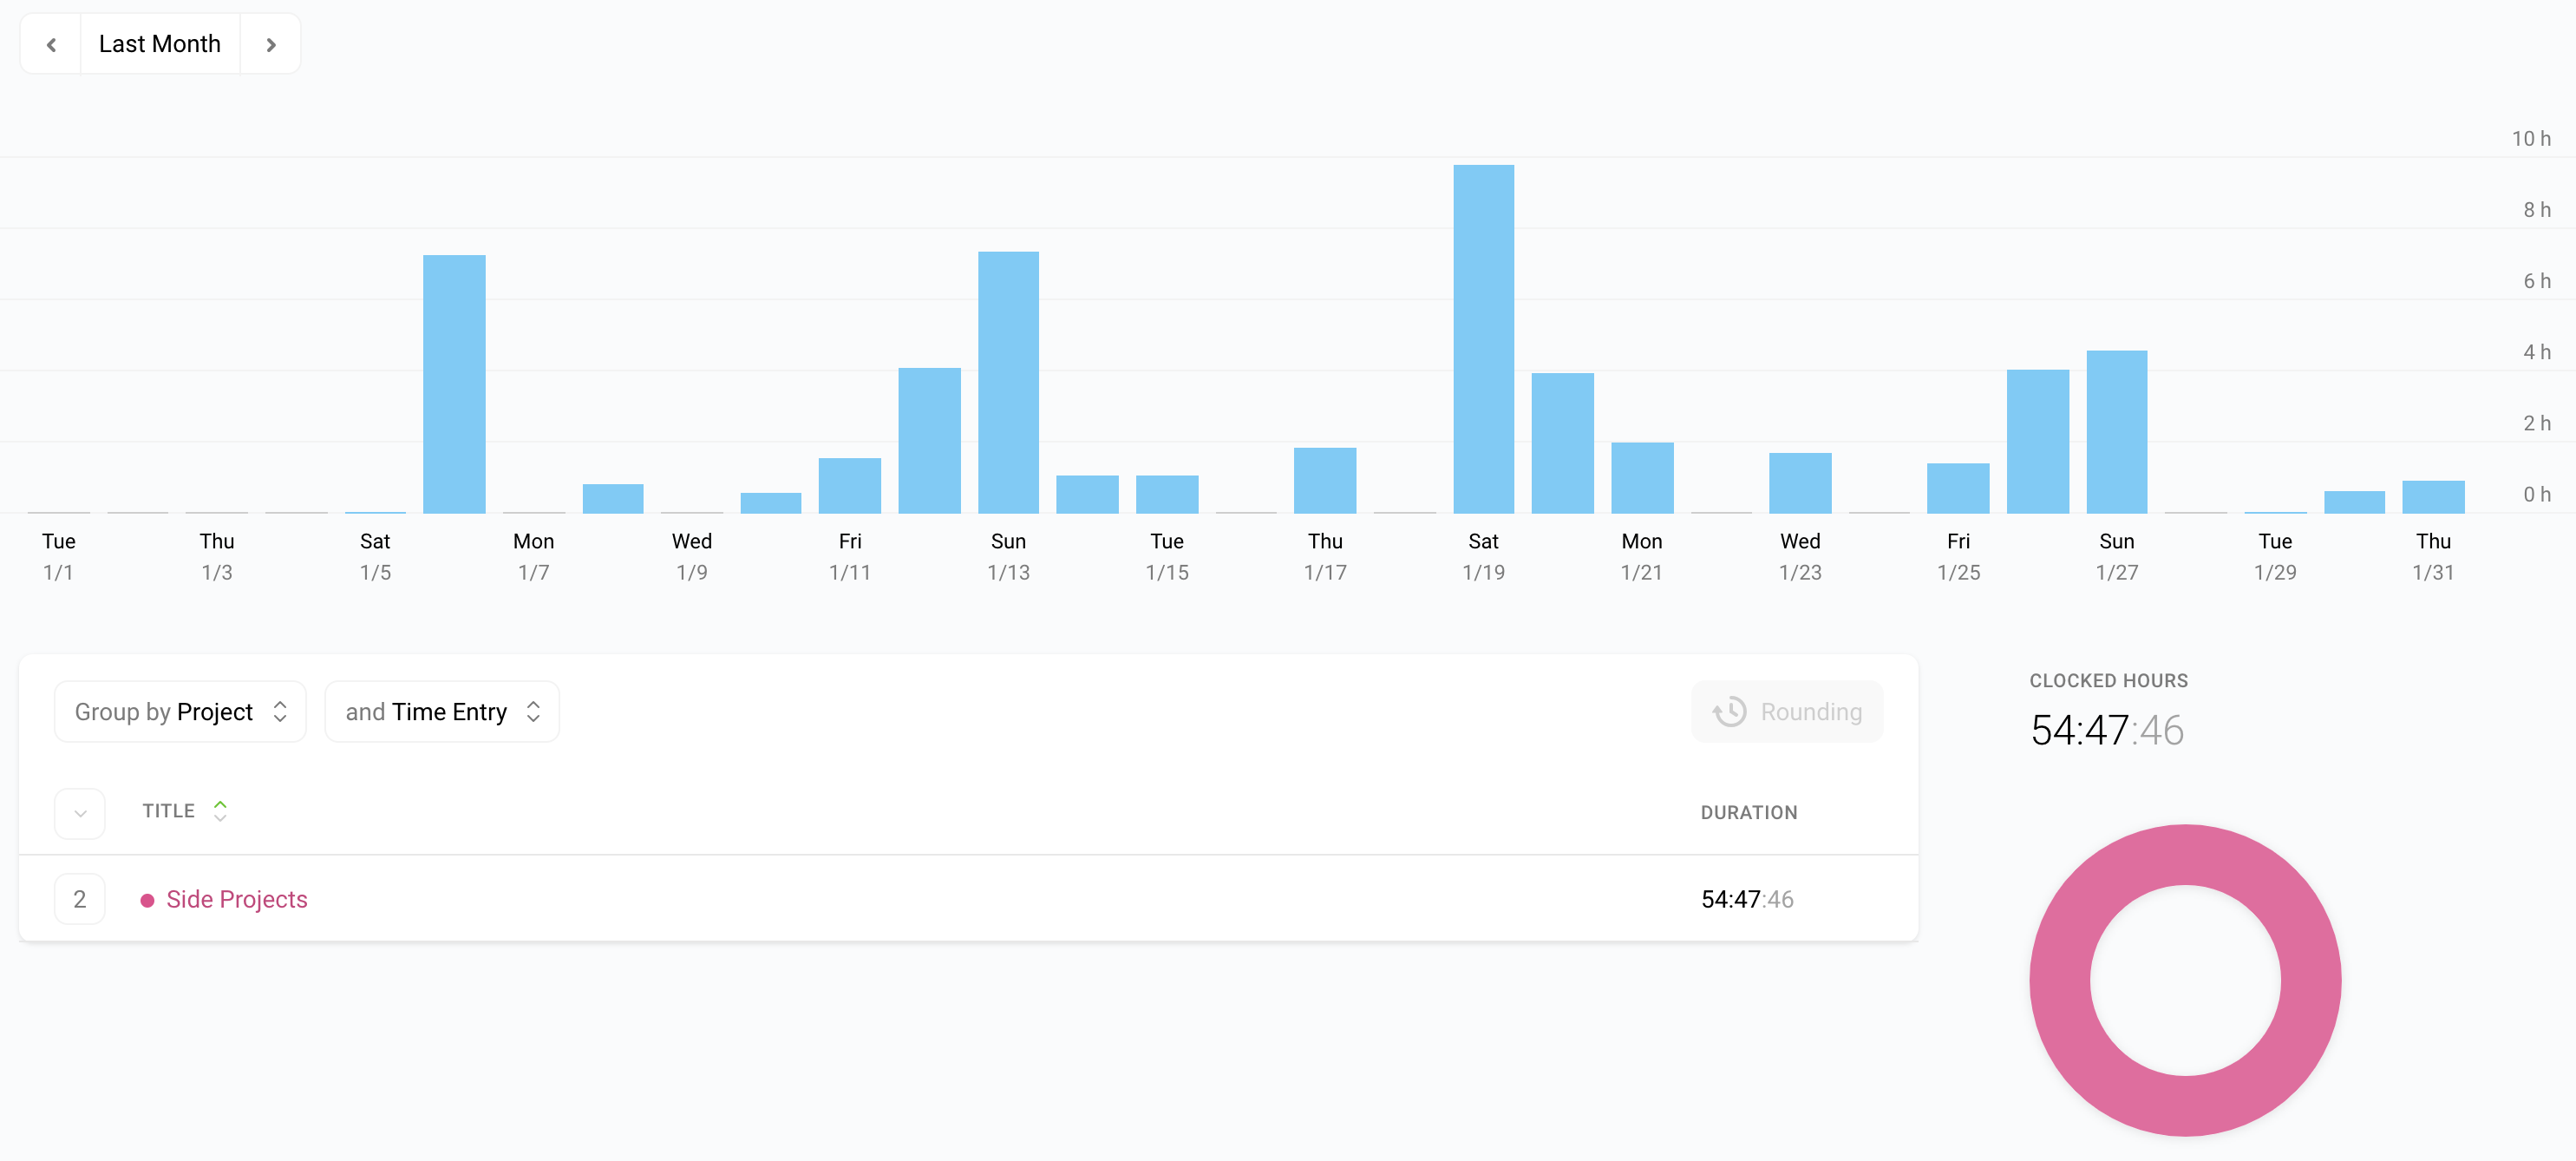 Last Month
10 h
8 h
6 h
4 h
2 h
0 h
Tue Thu Sat Mon Wed Fri Sun Tue Thu Sat Mon Wed Fri Sun Tue Thu
1/1 1/3 1/5 1/7 1/9 1/11 1/13 1/15 1/17 1/19 1/21 1/23 1/25 1/27 1/29 1/31
Group by Project and Time Entry Rounding
TITLE DURATION
2 Side Projects 54:47:46
CLOCKED HOURS
54:47:46